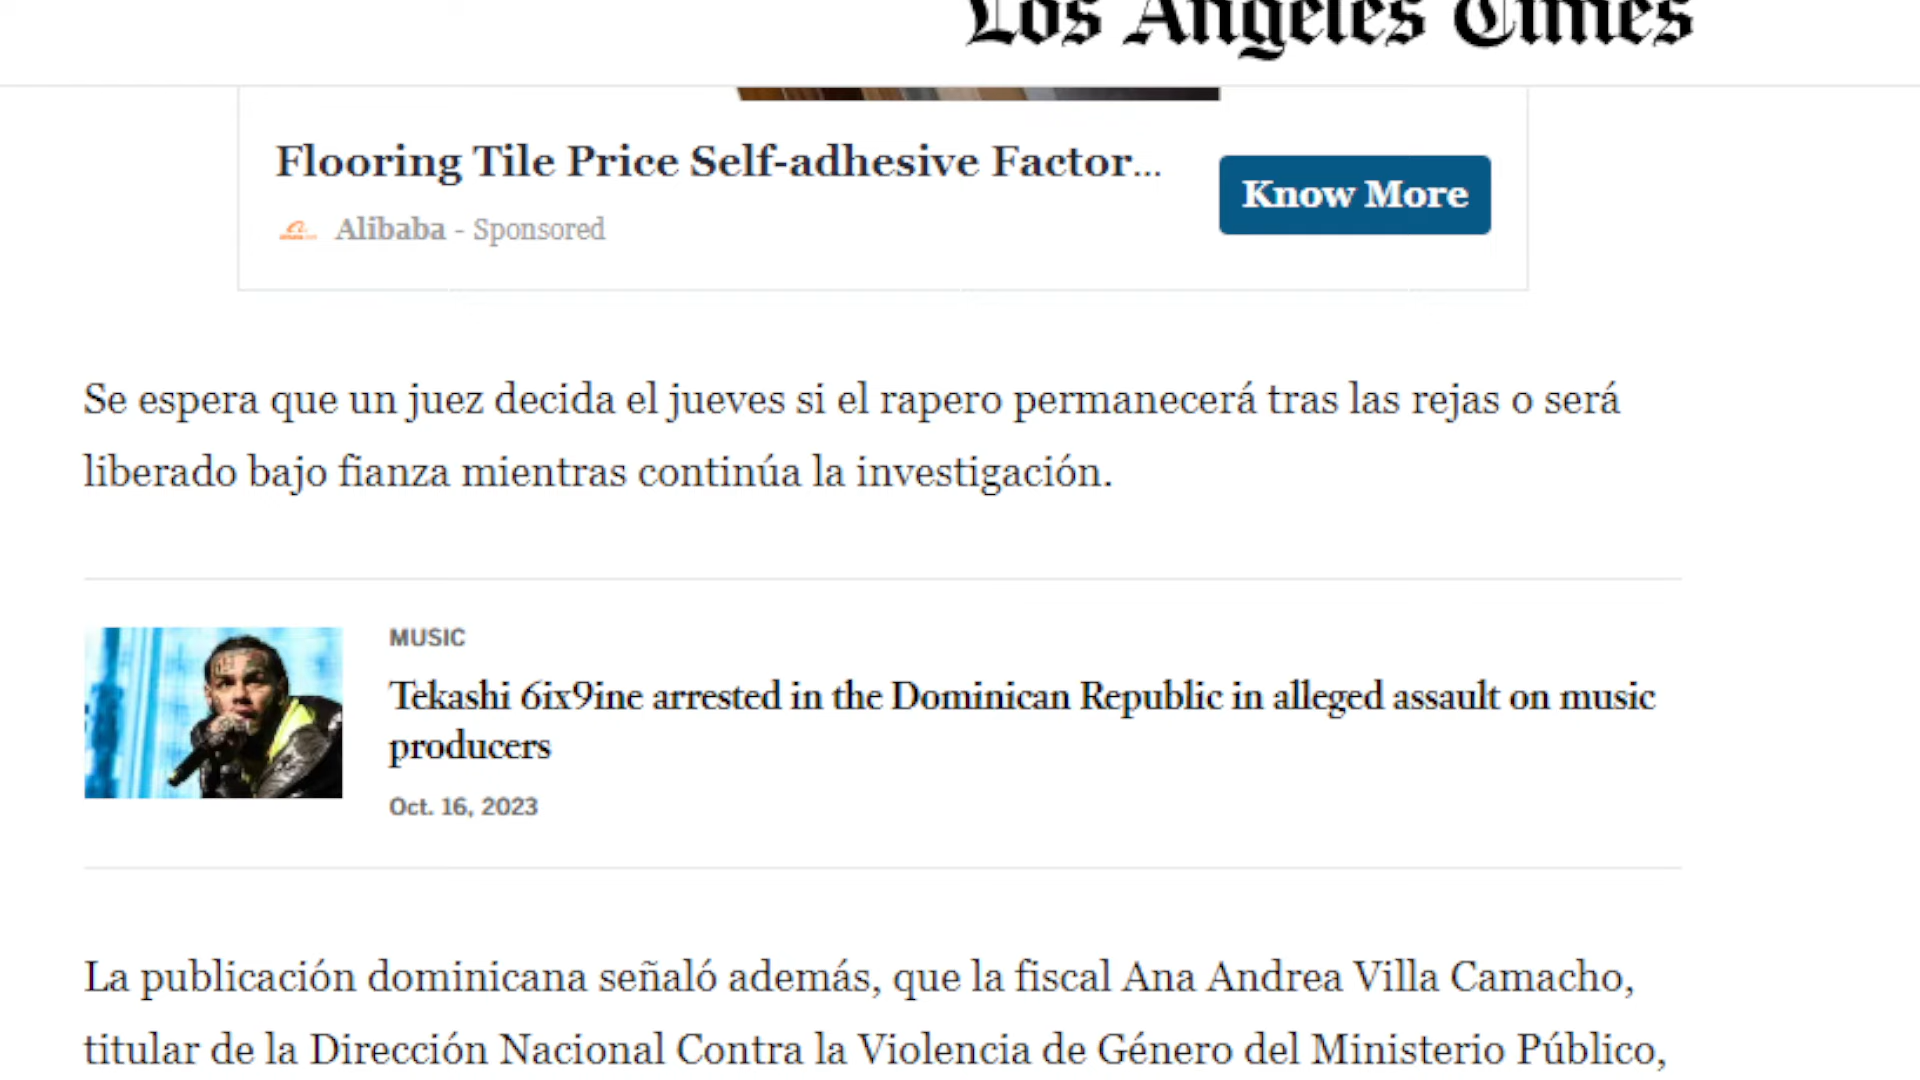 Los Angeles Times
Flooring Tile Price Self-adhesive Factor...
Know More
Alibaba - Sponsored
Se espera que un juez decida el jueves si el rapero permanecerá tras las rejas o será
liberado bajo fianza mientras continúa la investigación.
MUSIC
Tekashi 6ix9ine arrested in the Dominican Republic in alleged assault on music
producers
Oct. 16, 2023
La publicación dominicana señaló además, que la fiscal Ana Andrea Villa Camacho,
titular de la Dirección Nacional Contra la Violencia de Género del Ministerio Público,